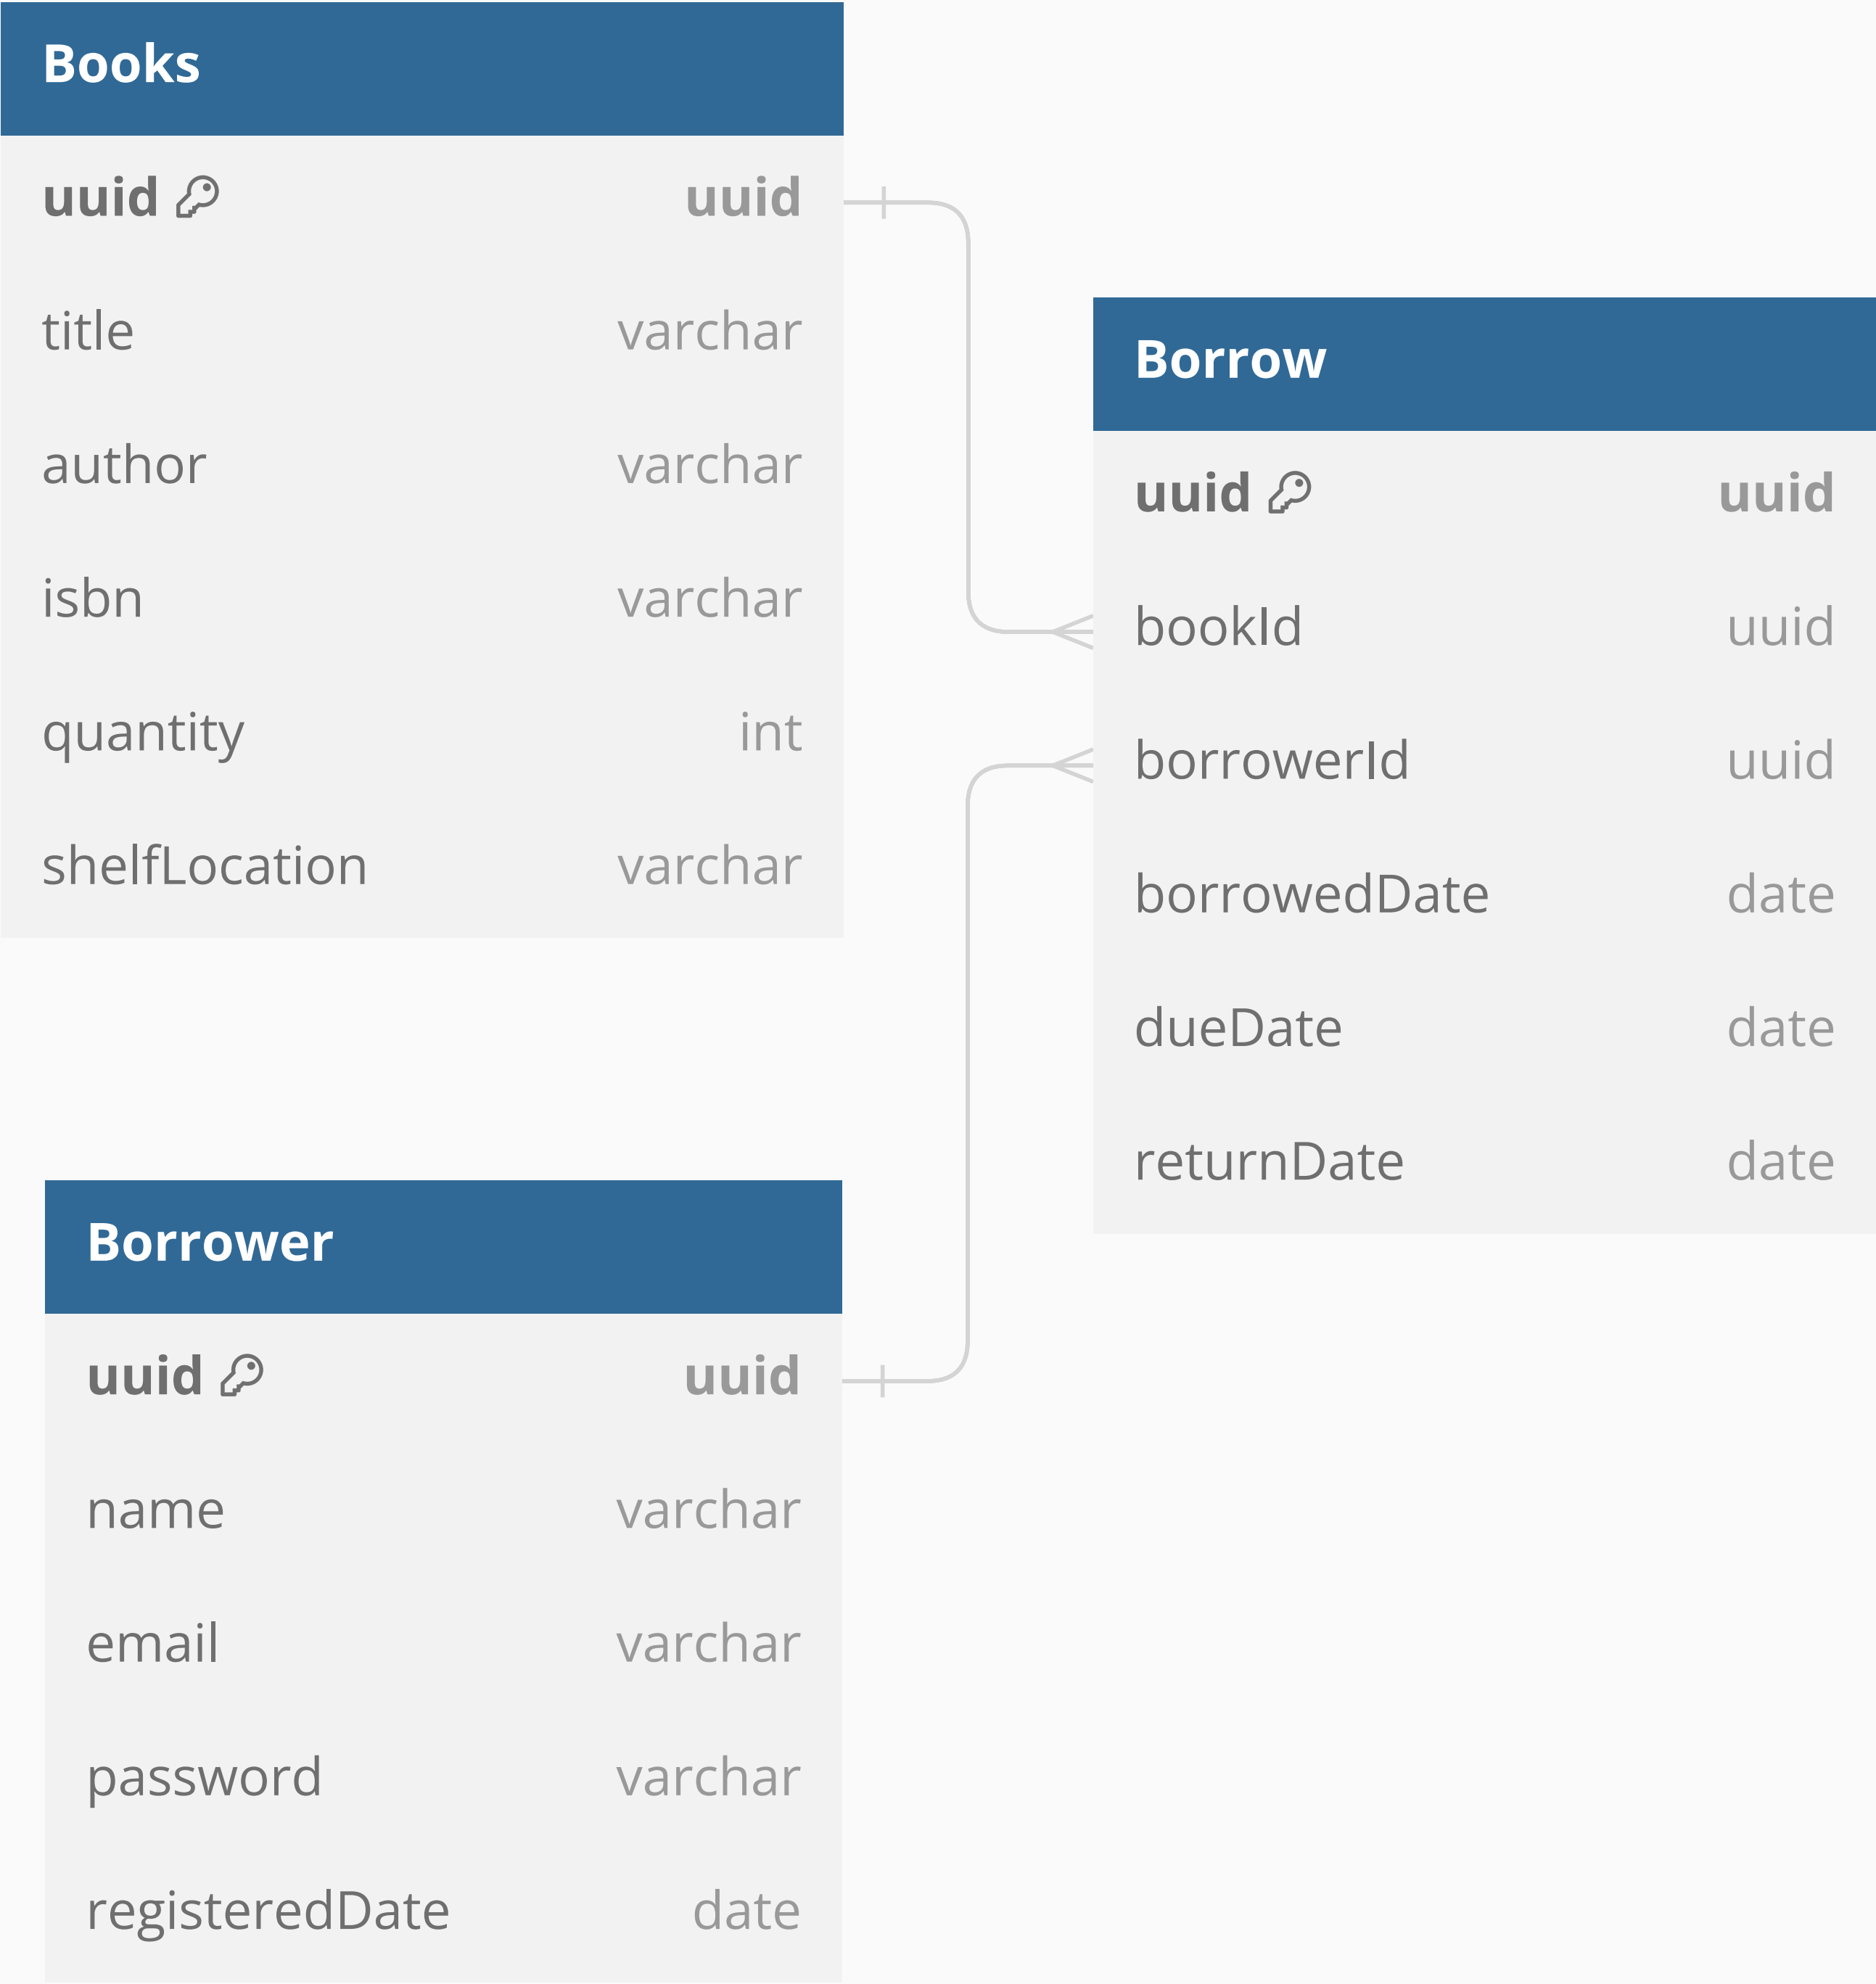 Books
uuid uuid
title varchar
author varchar
isbn varchar
quantity int
shelfLocation varchar
Borrow
uuid uuid
bookId uuid
borrowerId uuid
borrowedDate date
dueDate date
returnDate date
Borrower
uuid uuid
name varchar
email varchar
password varchar
registeredDate date